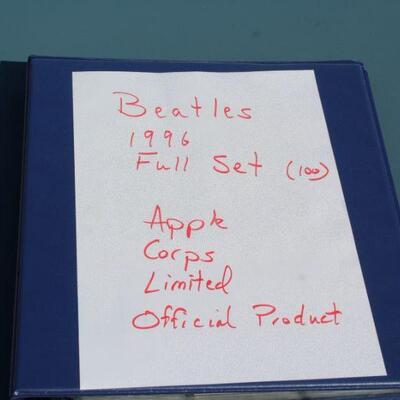 Beatles
1996
Full Set (100)
Apple
Corps
Limited
Official Product